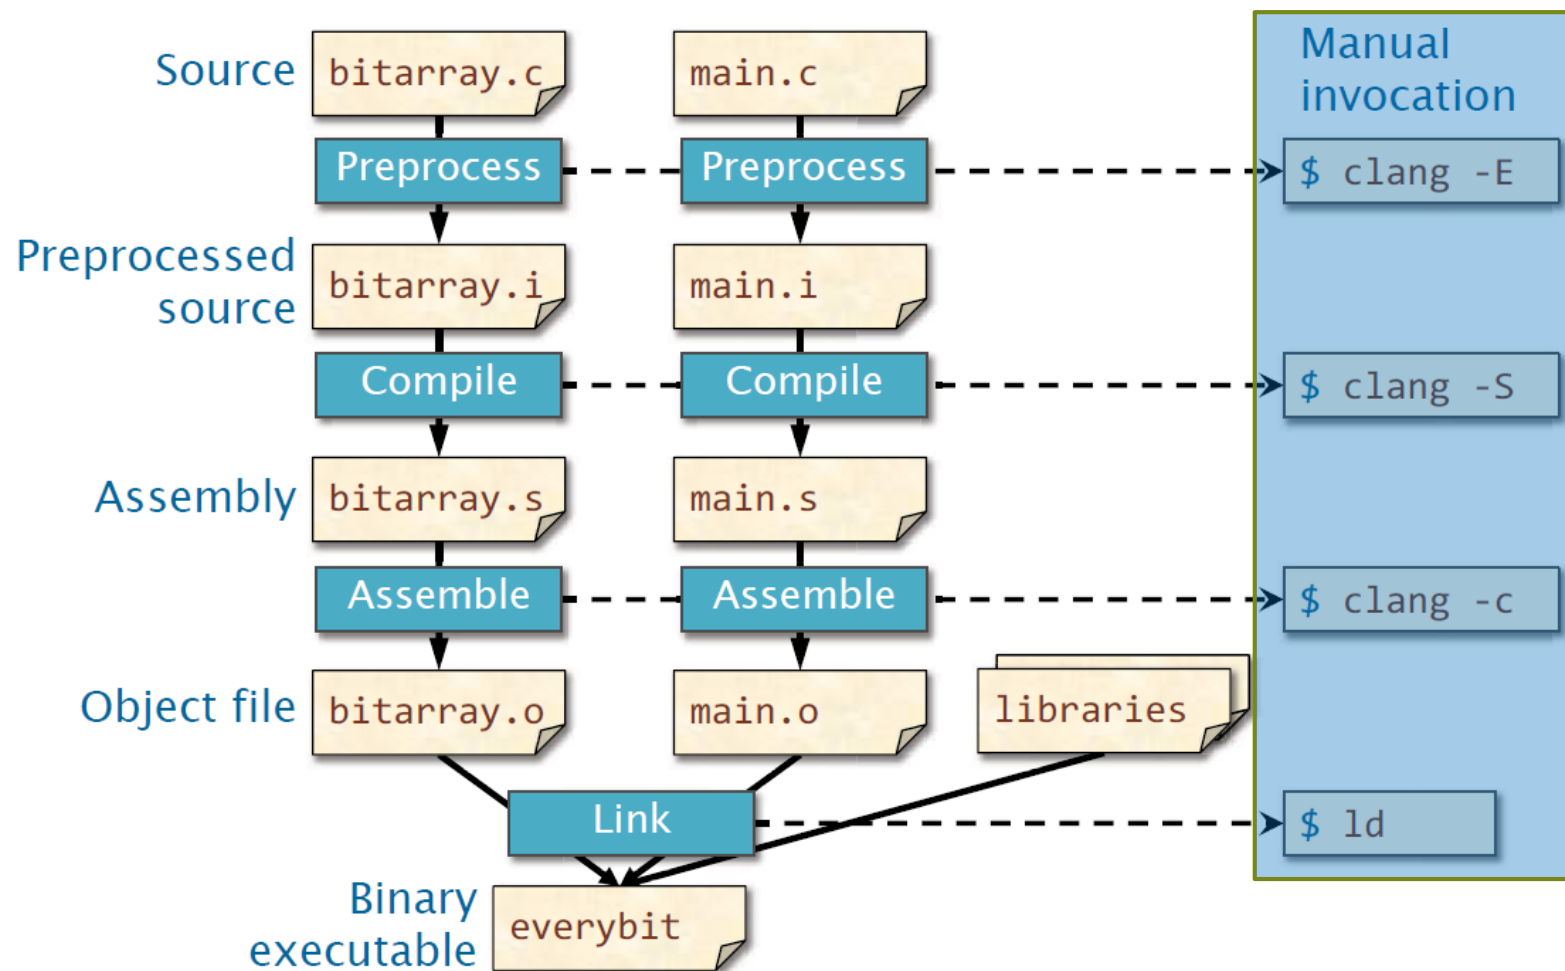 Source
bitarray.c
main.c
Manual
invocation
Preprocess
Preprocess
$ clang -E
Preprocessed
source
bitarray.i
main.i
Compile
Compile
$ clang -S
Assembly
bitarray.s
main.s
Assemble
Assemble
$ clang -c
Object file
bitarray.o
main.o
libraries
Link
$ ld
Binary
executable
everybit